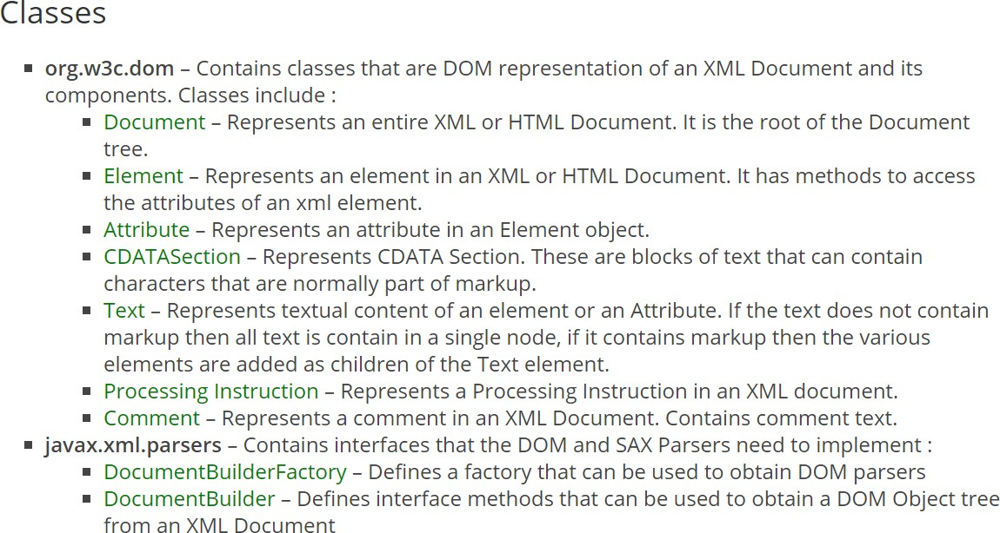 Classes
org.w3c.dom – Contains classes that are DOM representation of an XML Document and its
components. Classes include :
Document – Represents an entire XML or HTML Document. It is the root of the Document
tree.
Element – Represents an element in an XML or HTML Document. It has methods to access
the attributes of an xml element.
Attribute – Represents an attribute in an Element object.
CDATASection – Represents CDATA Section. These are blocks of text that can contain
characters that are normally part of markup.
Text – Represents textual content of an element or an Attribute. If the text does not contain
markup then all text is contain in a single node, if it contains markup then the various
elements are added as children of the Text element.
Processing Instruction – Represents a Processing Instruction in an XML document.
Comment – Represents a comment in an XML Document. Contains comment text.
javax.xml.parsers – Contains interfaces that the DOM and SAX Parsers need to implement :
DocumentBuilderFactory – Defines a factory that can be used to obtain DOM parsers
DocumentBuilder – Defines interface methods that can be used to obtain a DOM Object tree
from an XML Document